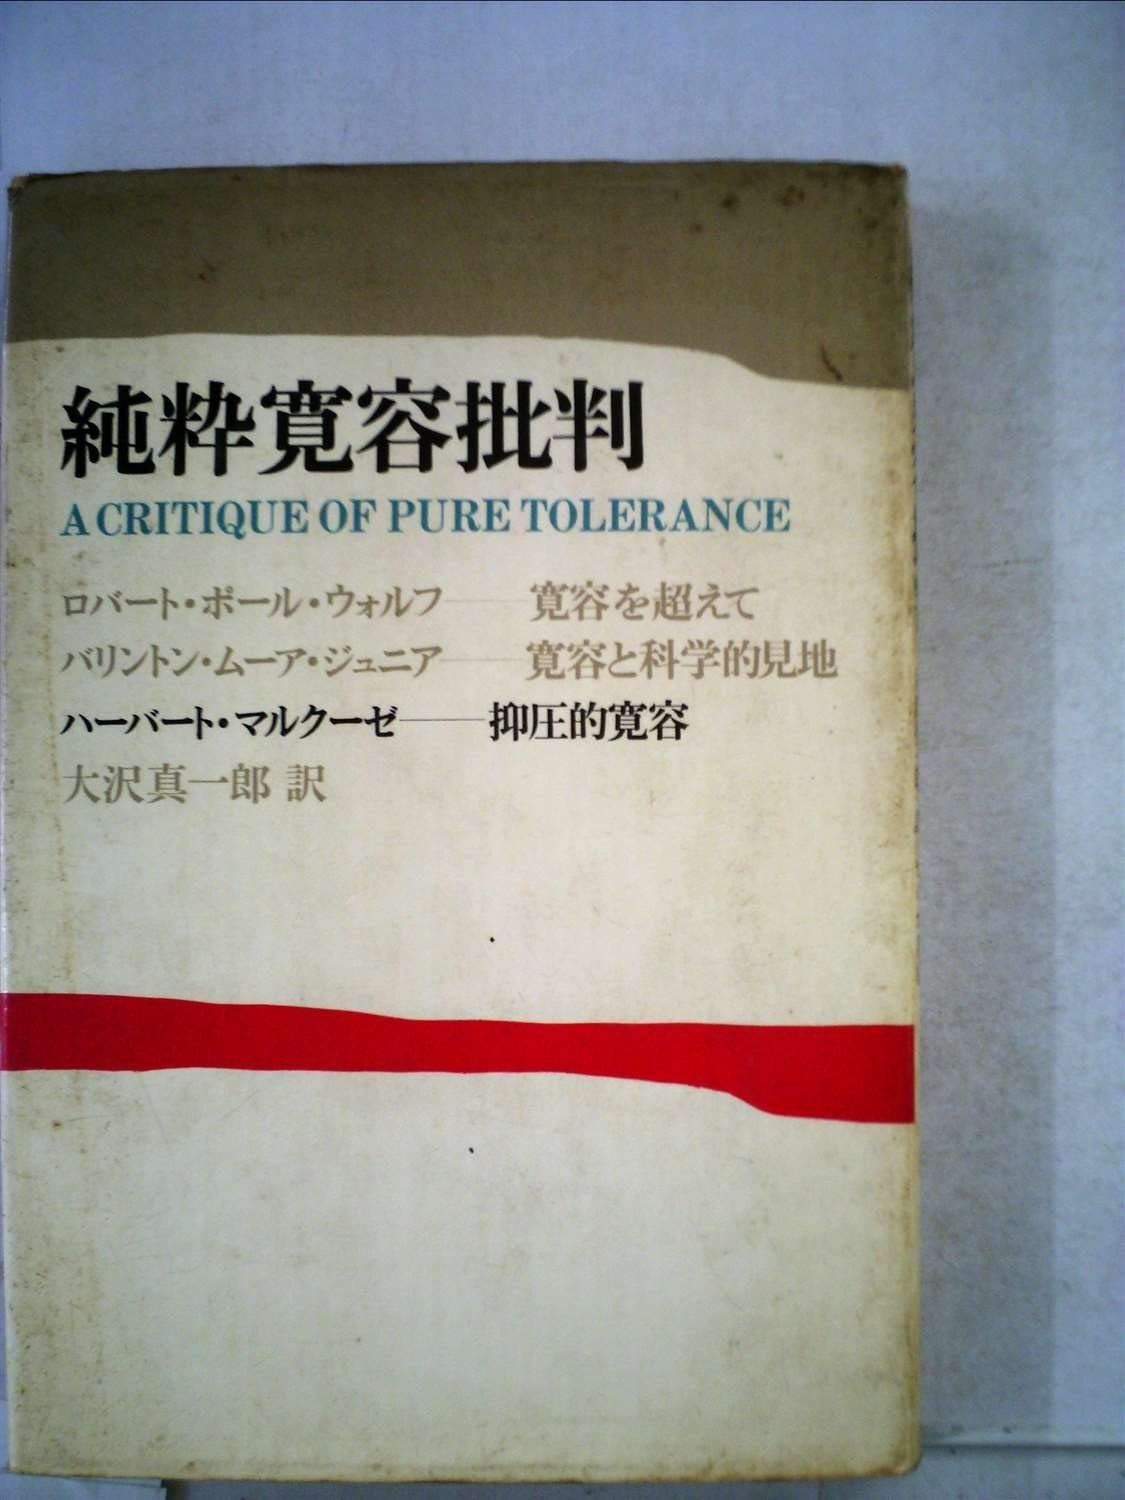 純粋寛容批判
A CRITIQUE OF PURE TOLERANCE
ロバート・ポール・ウォルフ──寛容を超えて
バリントン・ムーア・ジュニア──寛容と科学的見地
ハーバート・マルクーゼ──抑圧的寛容
大沢真一郎 訳